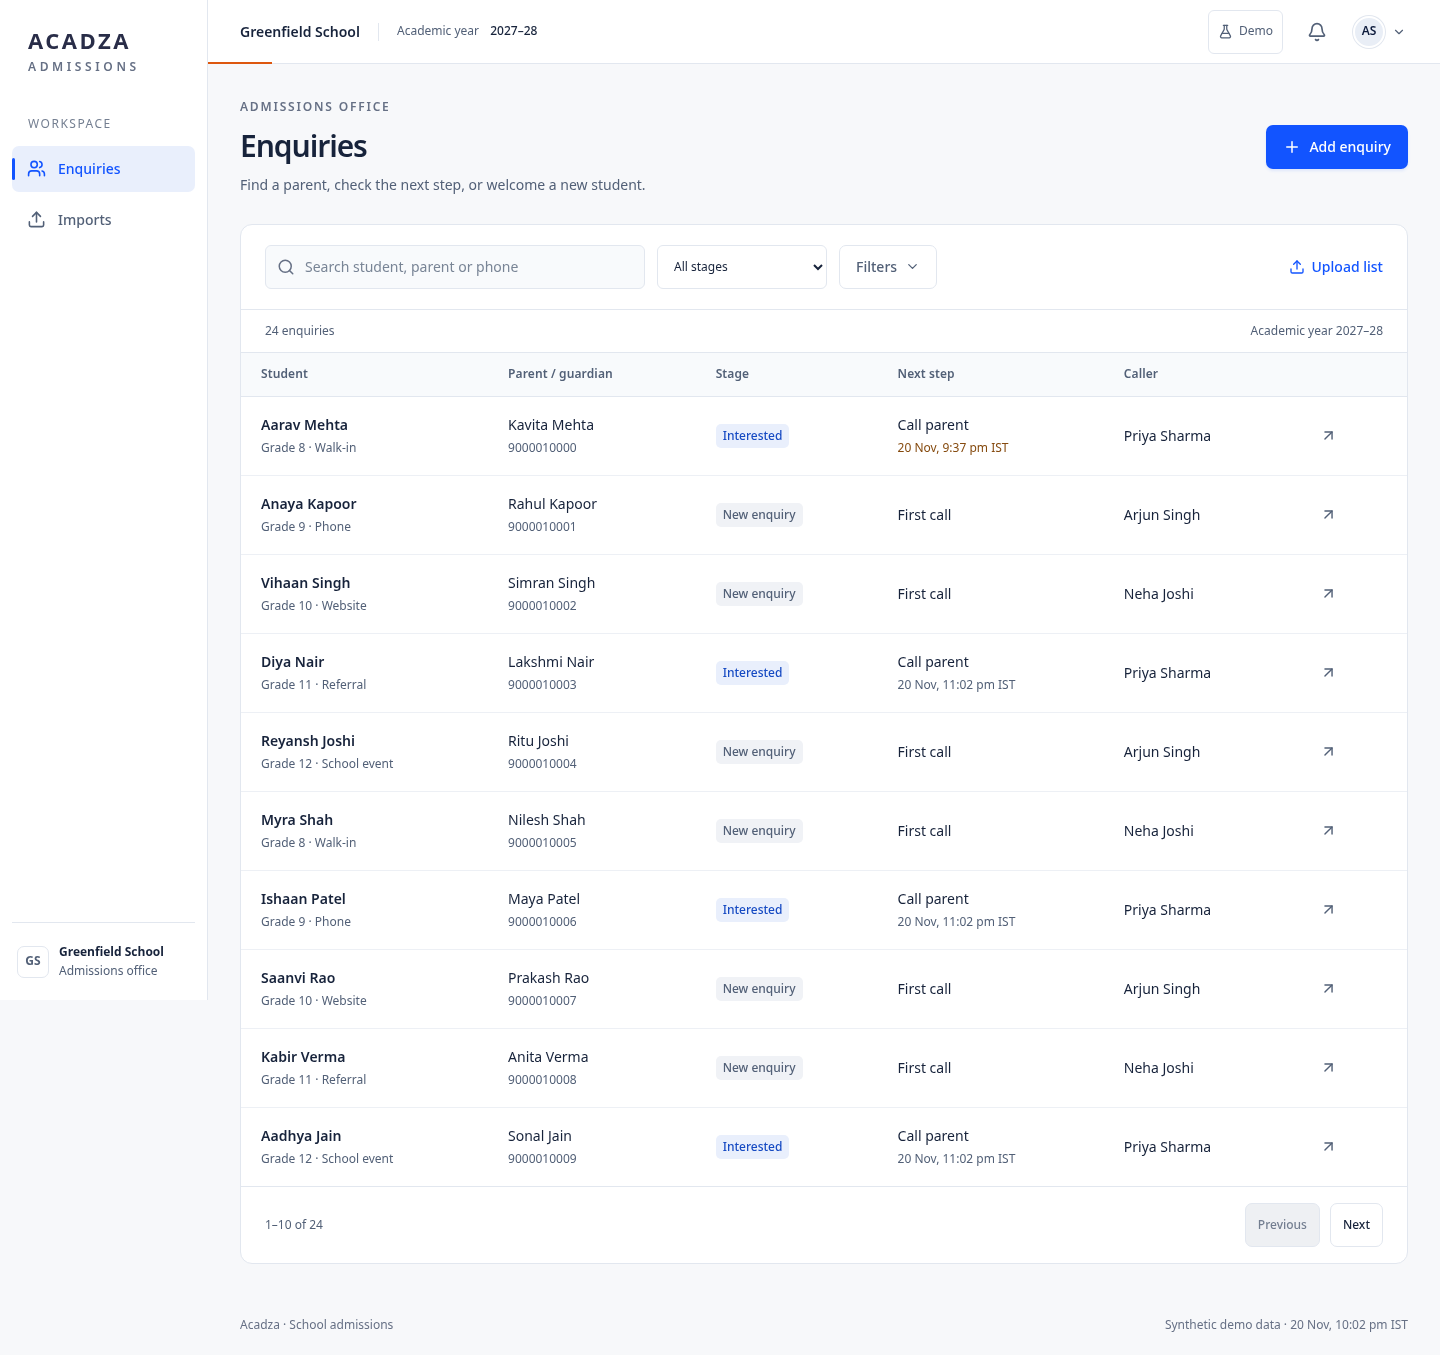 ACADZA
ADMISSIONS
WORKSPACE
Enquiries
Imports
GS
Greenfield School
Admissions office
Greenfield School
Academic year 2027–28
Demo
AS
ADMISSIONS OFFICE
Enquiries
Find a parent, check the next step, or welcome a new student.
Add enquiry
Search student, parent or phone
All stages
Filters
Upload list
24 enquiries
Academic year 2027–28
Student Parent / guardian Stage Next step Caller
Aarav Mehta Kavita Mehta Interested Call parent Priya Sharma
Grade 8 · Walk-in 9000010000 20 Nov, 9:37 pm IST
Anaya Kapoor Rahul Kapoor New enquiry First call Arjun Singh
Grade 9 · Phone 9000010001
Vihaan Singh Simran Singh New enquiry First call Neha Joshi
Grade 10 · Website 9000010002
Diya Nair Lakshmi Nair Interested Call parent Priya Sharma
Grade 11 · Referral 9000010003 20 Nov, 11:02 pm IST
Reyansh Joshi Ritu Joshi New enquiry First call Arjun Singh
Grade 12 · School event 9000010004
Myra Shah Nilesh Shah New enquiry First call Neha Joshi
Grade 8 · Walk-in 9000010005
Ishaan Patel Maya Patel Interested Call parent Priya Sharma
Grade 9 · Phone 9000010006 20 Nov, 11:02 pm IST
Saanvi Rao Prakash Rao New enquiry First call Arjun Singh
Grade 10 · Website 9000010007
Kabir Verma Anita Verma New enquiry First call Neha Joshi
Grade 11 · Referral 9000010008
Aadhya Jain Sonal Jain Interested Call parent Priya Sharma
Grade 12 · School event 9000010009 20 Nov, 11:02 pm IST
1–10 of 24
Previous
Next
Acadza · School admissions
Synthetic demo data · 20 Nov, 10:02 pm IST